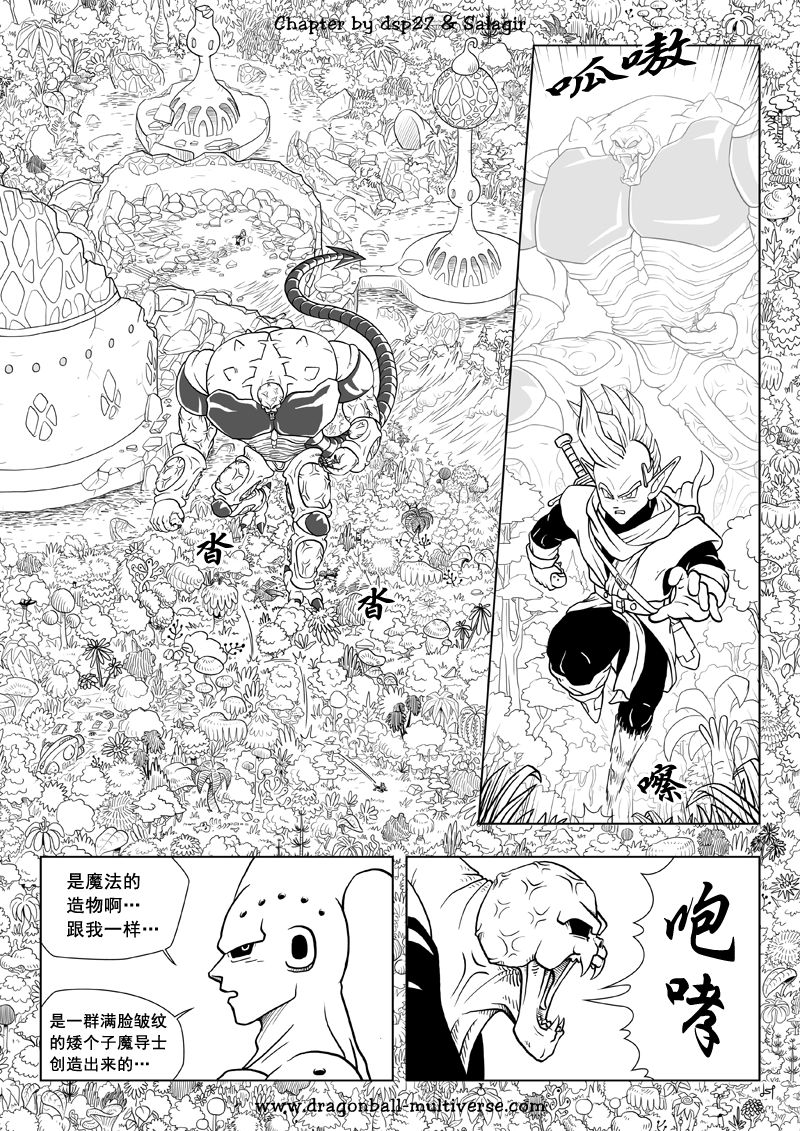 Chapter by dsp27 & Salagir
呱嗷
沓
沓
嚓
是魔法的
造物啊…
跟我一样…
是一群满脸皱纹
的矮个子魔导士
创造出来的…
咆
哮
www.dragonball-multiverse.com